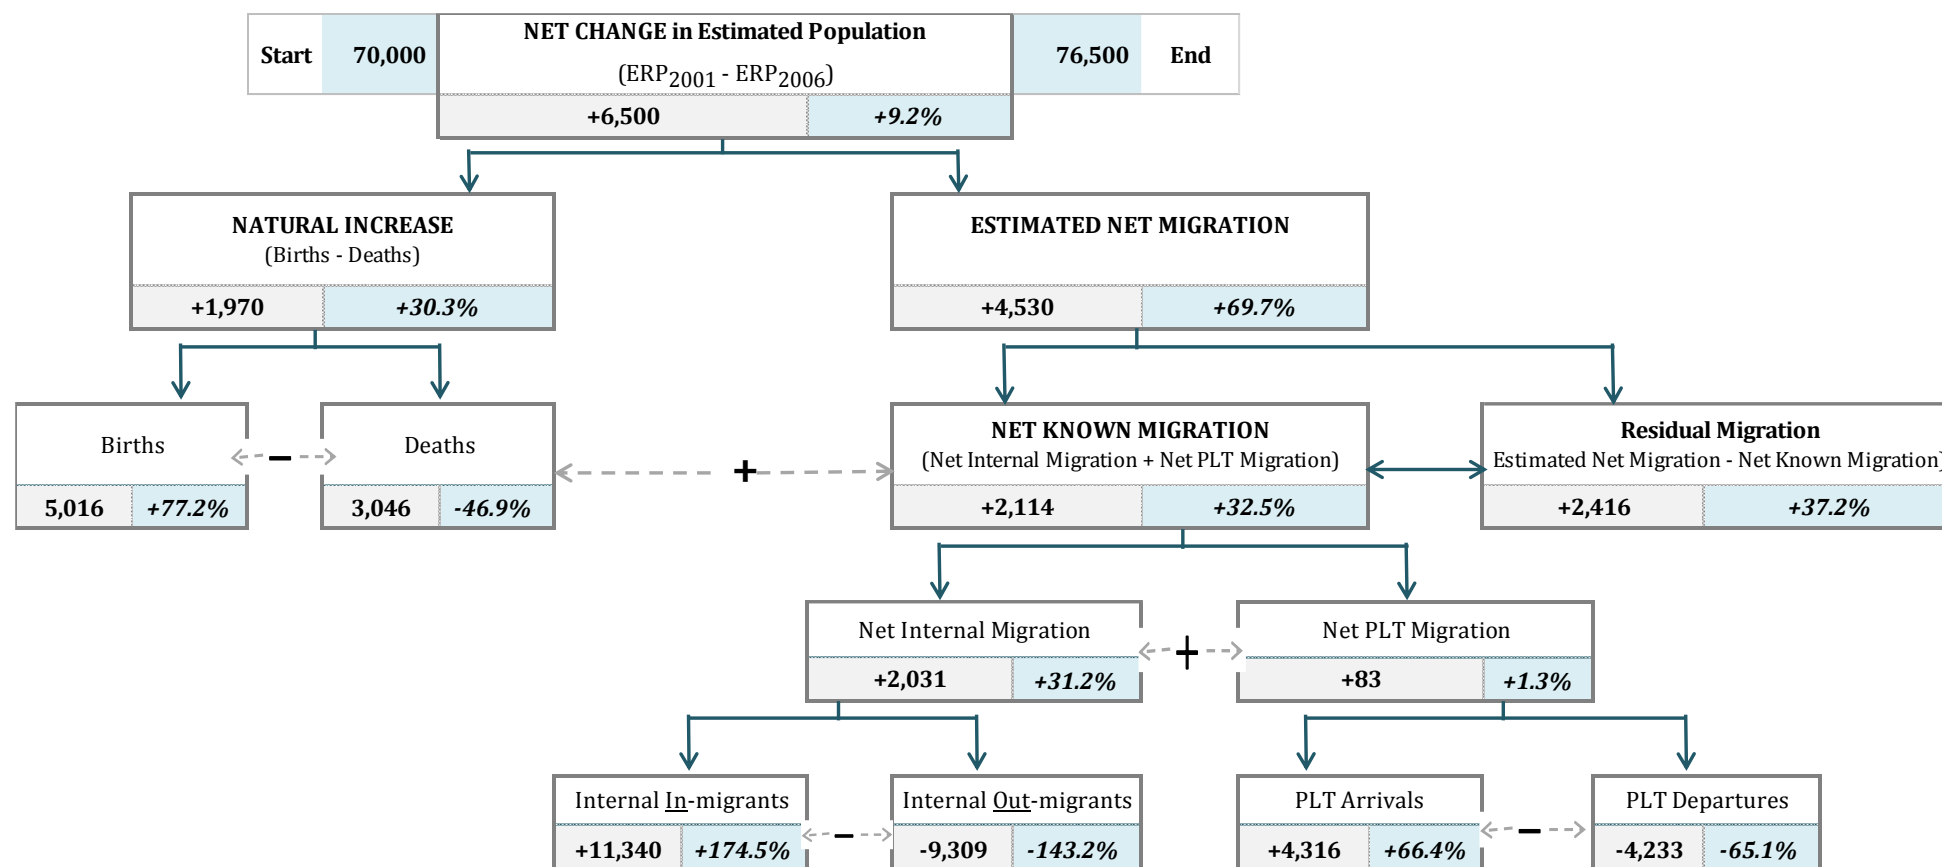 NET CHANGE in Estimated Population
Start 70,000 (ERP2001 - ERP2006) 76,500 End
+6,500 +9.2%
NATURAL INCREASE
(Births - Deaths)
+1,970 +30.3%
ESTIMATED NET MIGRATION
+4,530 +69.7%
Births
5,016 +77.2%
–
Deaths
3,046 -46.9%
+
NET KNOWN MIGRATION
(Net Internal Migration + Net PLT Migration)
+2,114 +32.5%
Residual Migration
Estimated Net Migration - Net Known Migration)
+2,416 +37.2%
Net Internal Migration
+2,031 +31.2%
+
Net PLT Migration
+83 +1.3%
Internal In-migrants
+11,340 +174.5%
–
Internal Out-migrants
-9,309 -143.2%
PLT Arrivals
+4,316 +66.4%
–
PLT Departures
-4,233 -65.1%